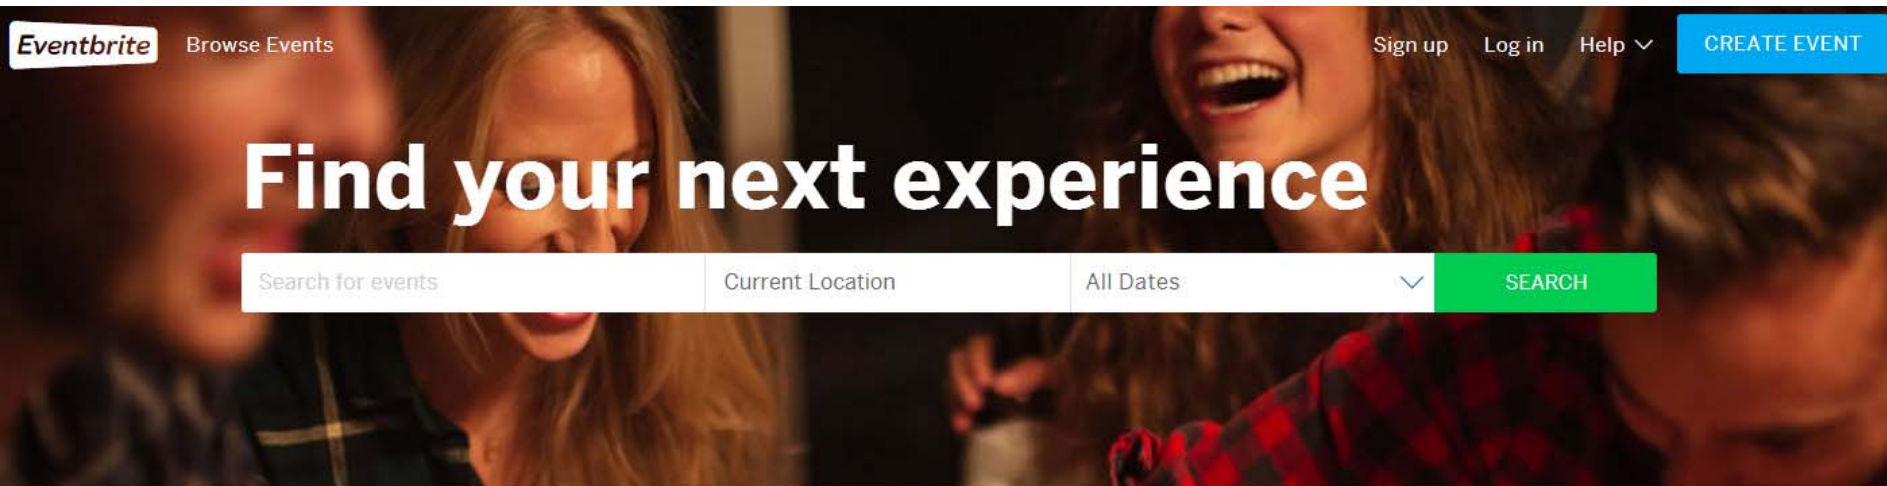 Eventbrite Browse Events Sign up Log in Help CREATE EVENT
Find your next experience
Search for events Current Location All Dates SEARCH